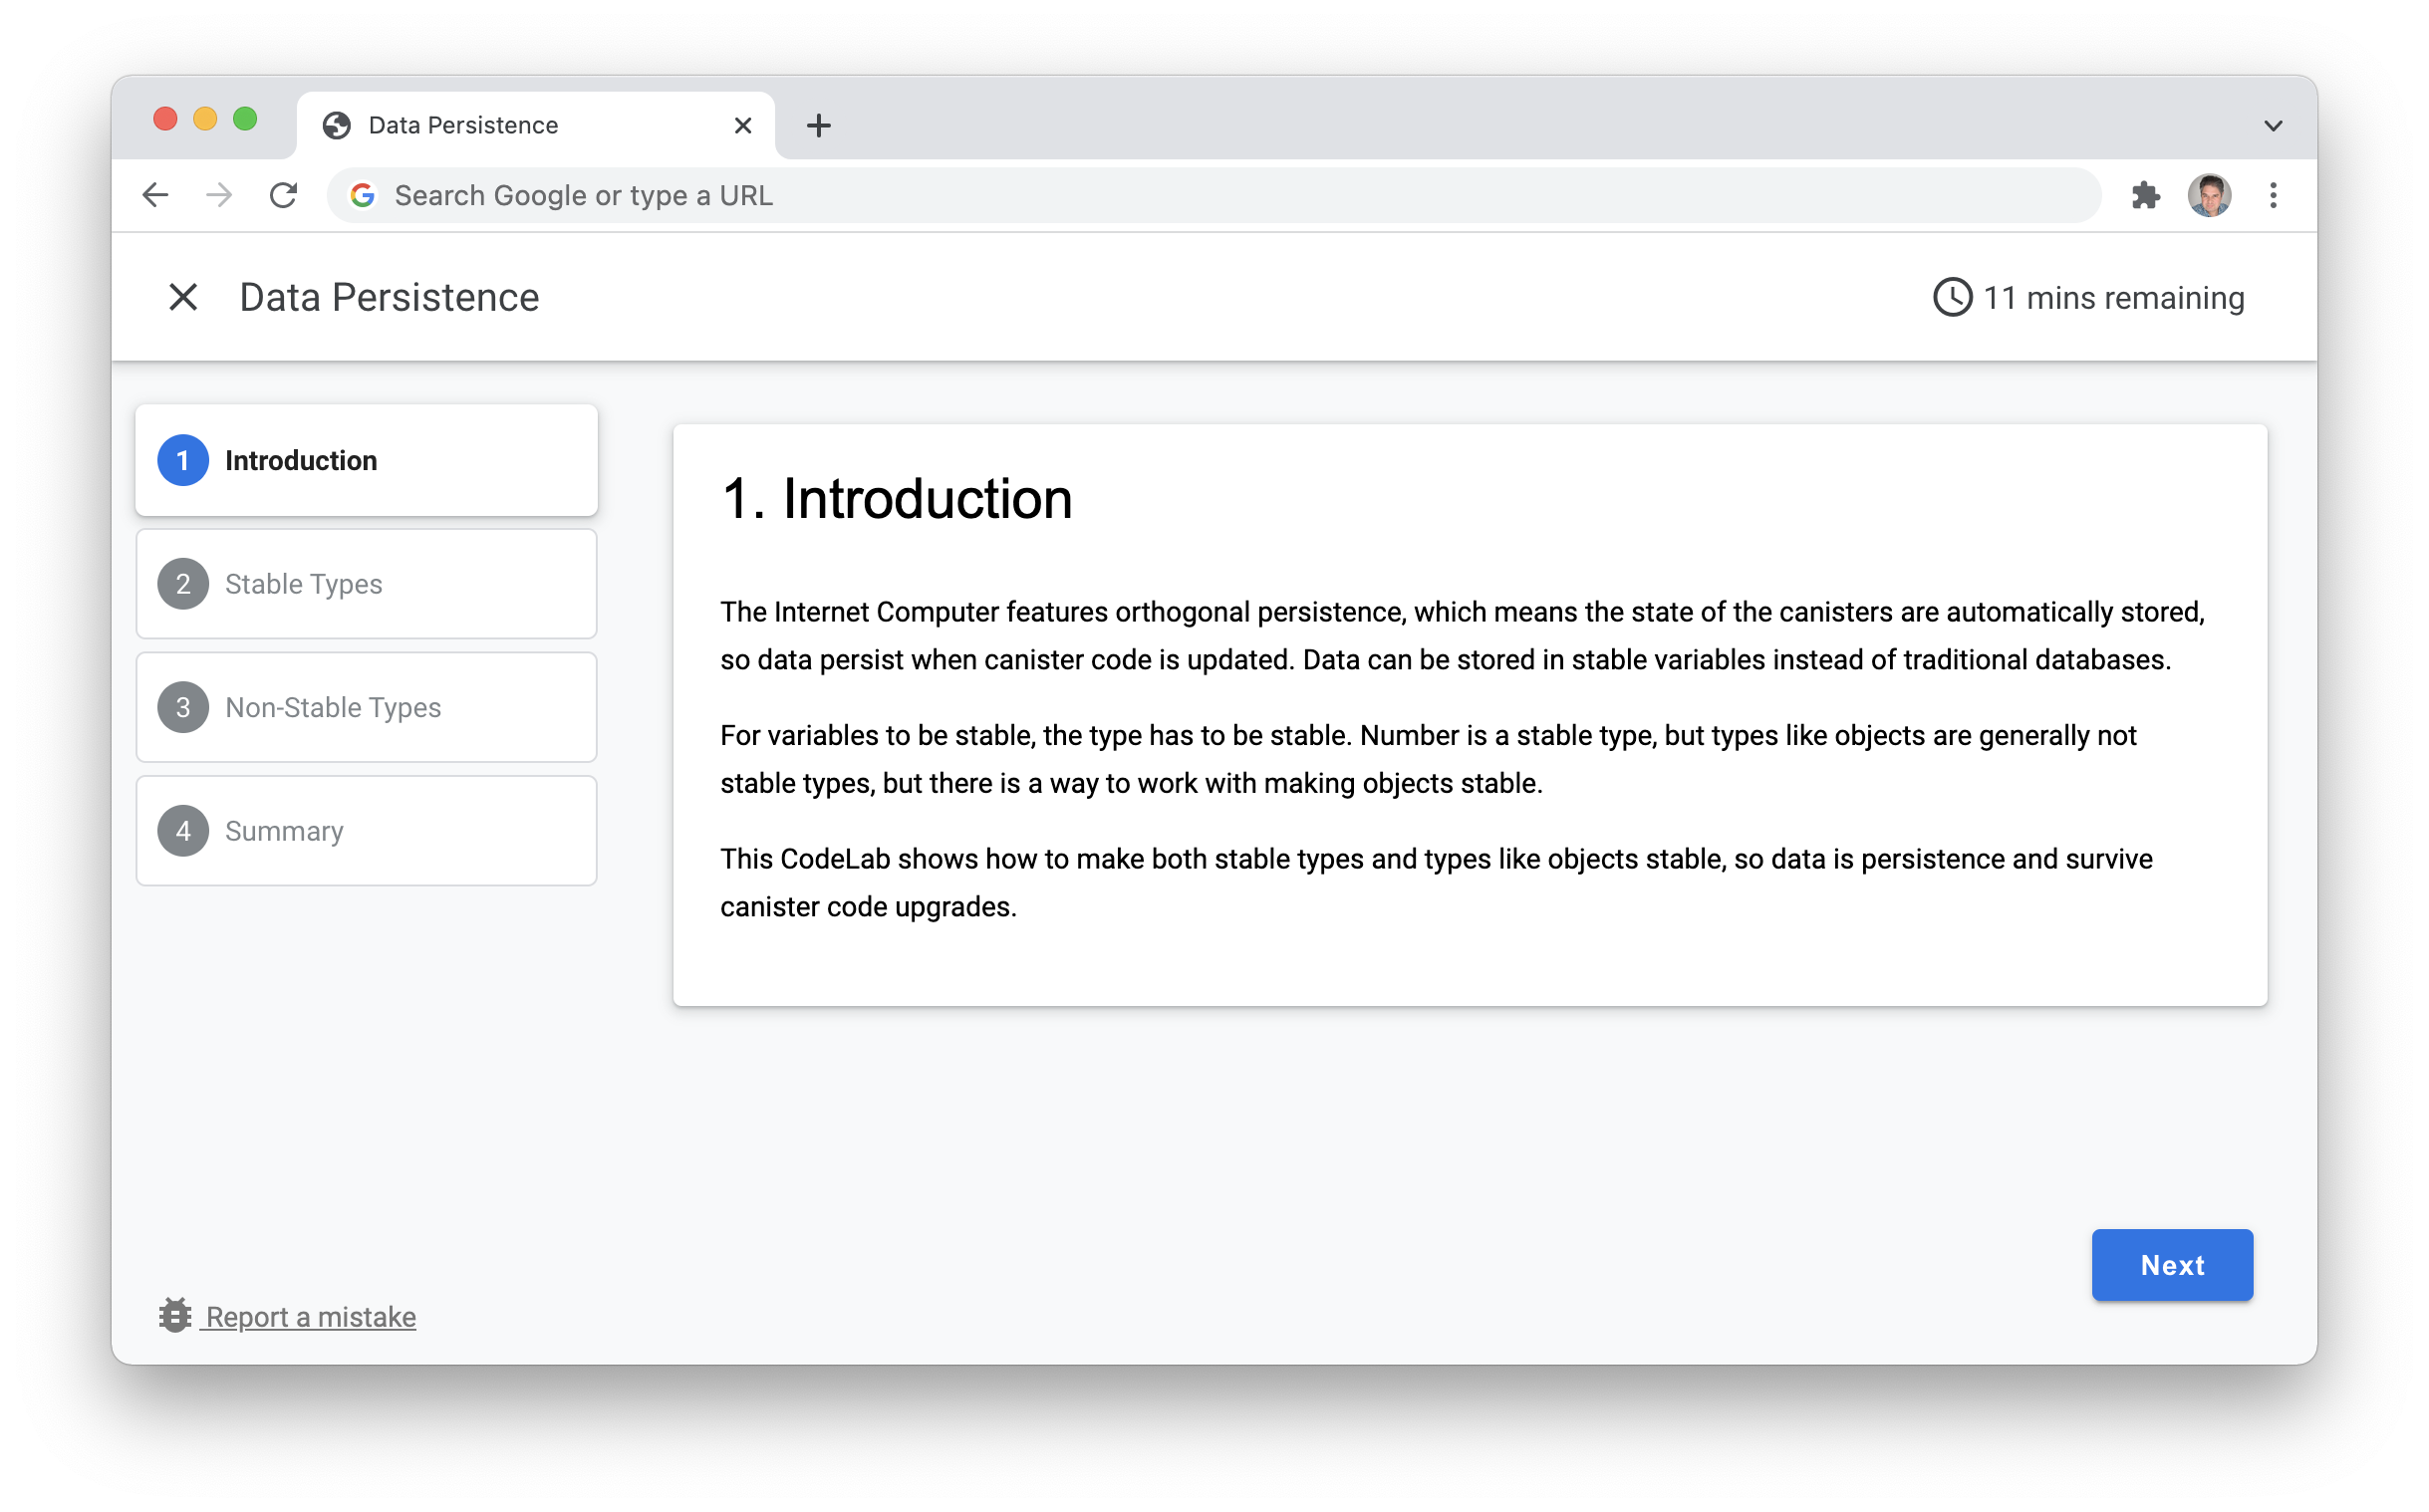 Data Persistence
Search Google or type a URL
Data Persistence
11 mins remaining
1 Introduction
2 Stable Types
3 Non-Stable Types
4 Summary
1. Introduction
The Internet Computer features orthogonal persistence, which means the state of the canisters are automatically stored,
so data persist when canister code is updated. Data can be stored in stable variables instead of traditional databases.
For variables to be stable, the type has to be stable. Number is a stable type, but types like objects are generally not
stable types, but there is a way to work with making objects stable.
This CodeLab shows how to make both stable types and types like objects stable, so data is persistence and survive
canister code upgrades.
Next
Report a mistake